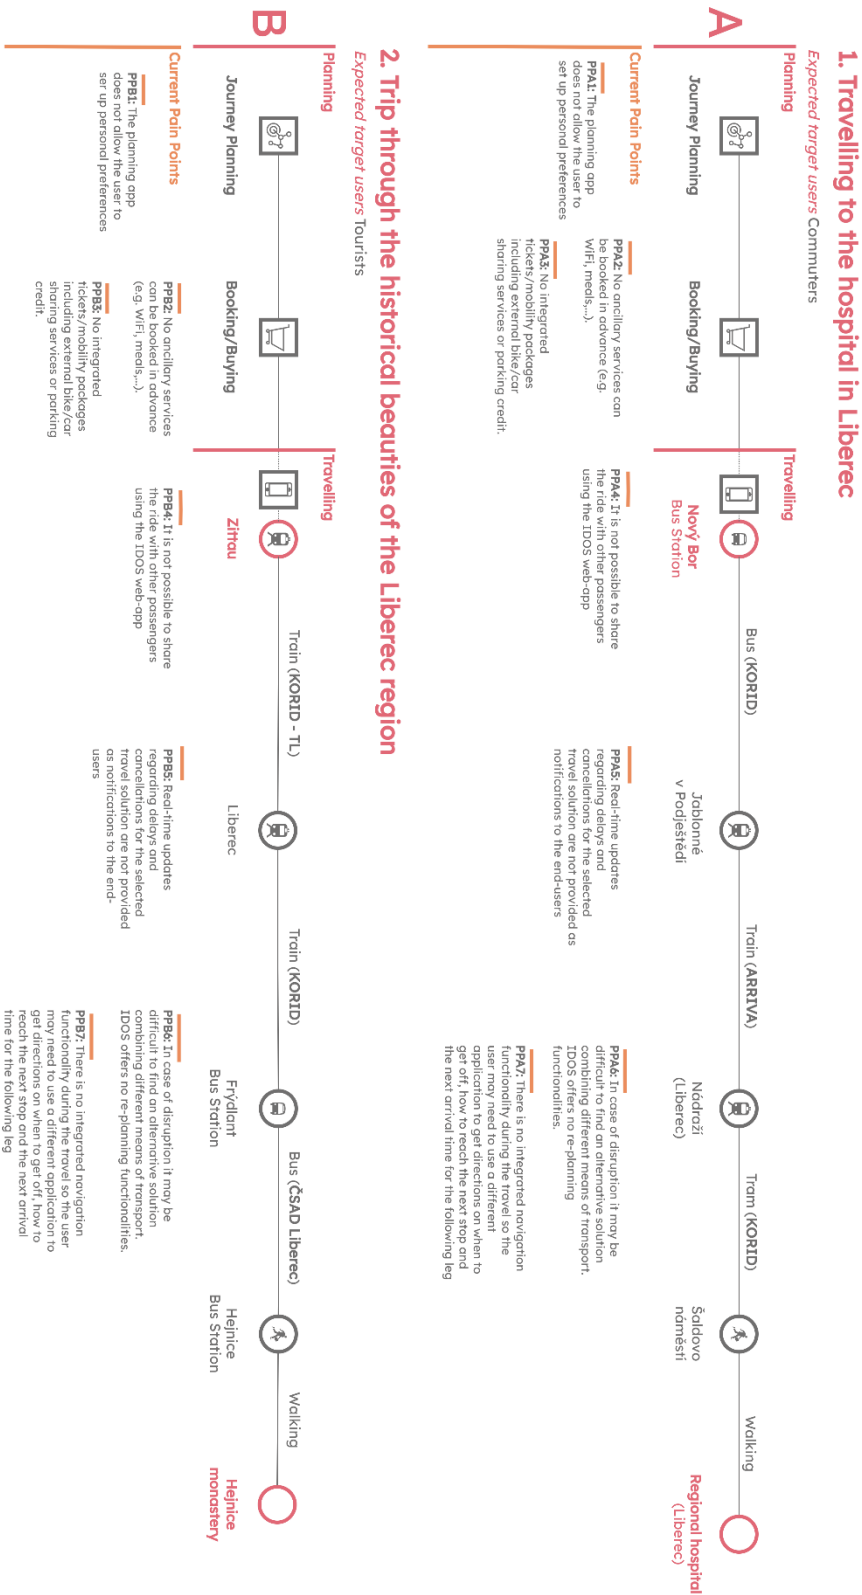 1. Travelling to the hospital in Liberec
Expected target users Commuters
A
Planning
Travelling
Journey Planning
Booking/Buying
Nový Bor
Bus Station
Bus (KORID)
Jablonné
v Podještědí
Train (ARRIVA)
Nádraží
(Liberec)
Tram (KORID)
Šaldovo
náměstí
Walking
Regional hospital
(Liberec)
Current Pain Points
PPA1: The planning app
does not allow the user to
set up personal preferences
PPA2: No ancillary services can
be booked in advance (e.g.
WiFi, meals,...).
PPA3: No integrated
tickets/mobility packages
including external bike/car
sharing services or parking credit.
PPA4: It is not possible to share
the ride with other passengers
using the IDOS web-app
PPA5: Real-time updates
regarding delays and
cancellations for the selected
travel solution are not provided as
notifications to the end-users
PPA6: In case of disruption it may be
difficult to find an alternative solution
combining different means of transport.
IDOS offers no re-planning
functionalities.
PPA7: There is no integrated navigation
functionality during the travel so the
user may need to use a different
application to get directions on when to
get off, how to reach the next stop and
the next arrival time for the following leg
2. Trip through the historical beauties of the Liberec region
Expected target users Tourists
B
Planning
Travelling
Journey Planning
Booking/Buying
Zittau
Train (KORID - TL)
Liberec
Train (KORID)
Frýdlant
Bus Station
Bus (ČSAD Liberec)
Hejnice
Bus Station
Walking
Hejnice
monastery
Current Pain Points
PPB1: The planning app
does not allow the user to
ser up personal preferences
PPB2: No ancillary services
can be booked in advance
(e.g. WiFi, meals,...).
PPB3: No integrated
tickets/mobility packages
including external bike/car
sharing services or parking
credit.
PPB4: It is not possible to share
the ride with other passengers
using the IDOS web-app
PPB5: Real-time updates
regarding delays and
cancellations for the selected
travel solution are not provided
as notifications to the end-
users
PPB6: In case of disruption it may be
difficult to find an alternative solution
combining different means of transport.
IDOS offers no re-planning functionalities.
PPB7: There is no integrated navigation
functionality during the travel so the user
may need to use a different application to
get directions on when to get off, how to
reach the next stop and the next arrival
time for the following leg